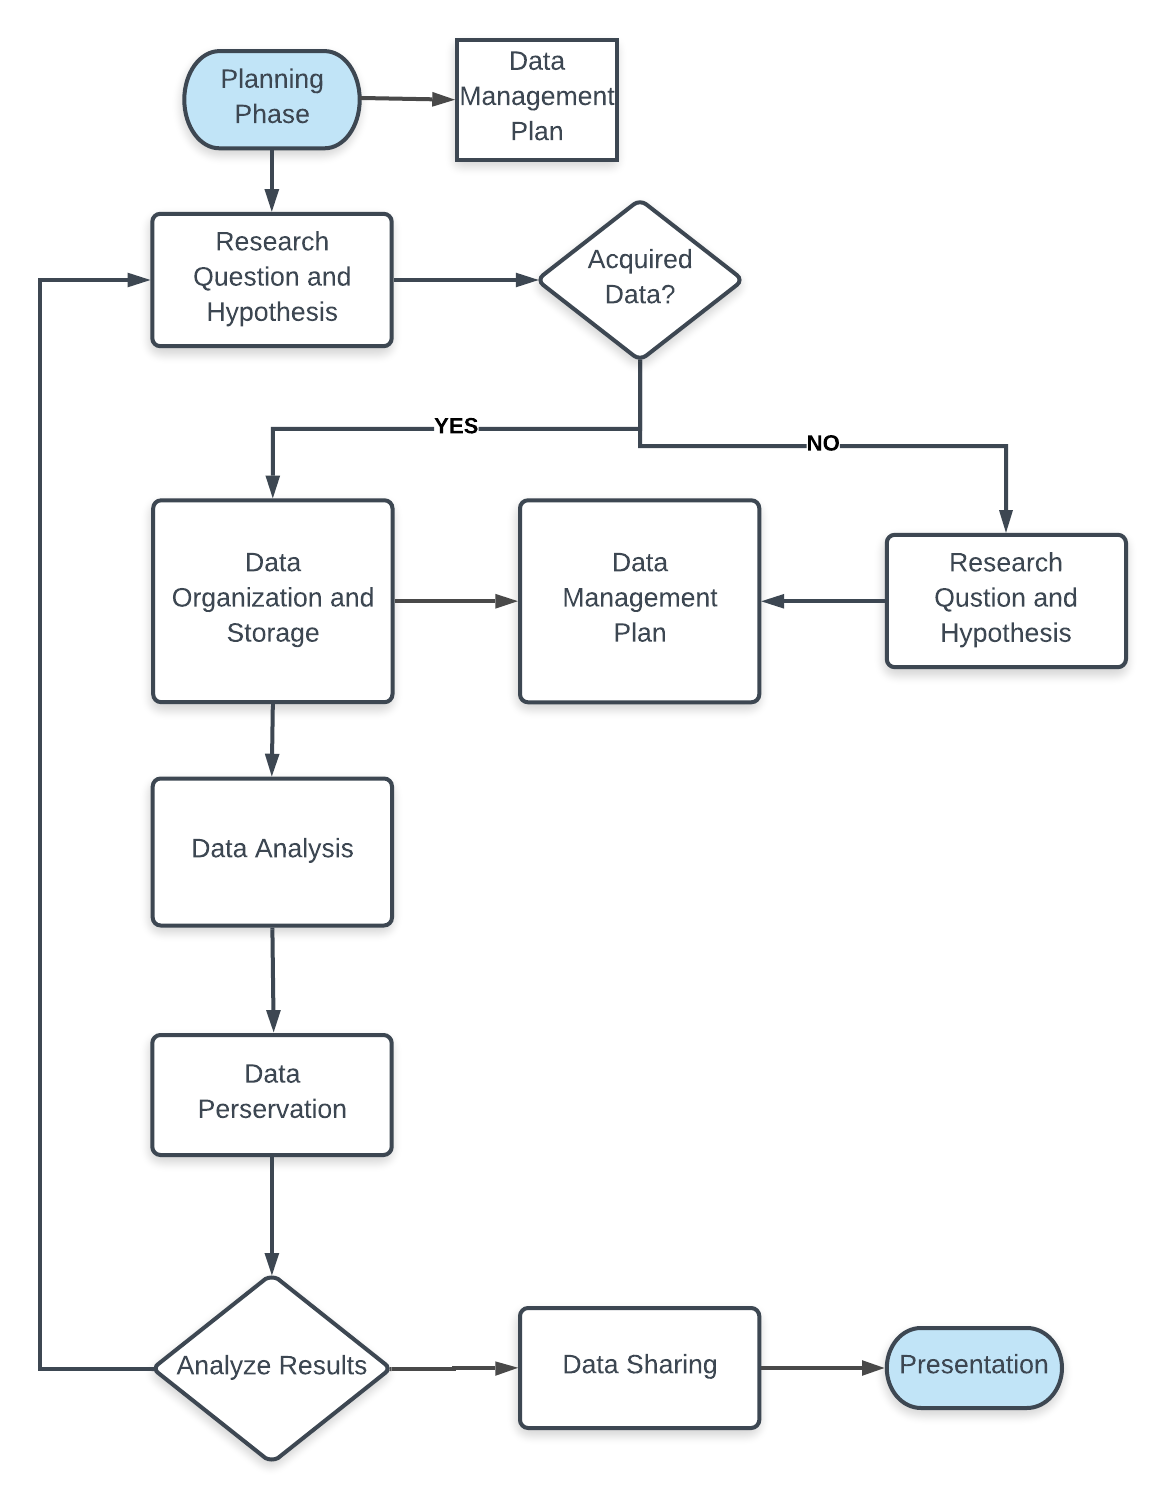 Planning
Phase
Data
Management
Plan
Research
Question and
Hypothesis
Acquired
Data?
YES
NO
Data
Organization and
Storage
Data
Management
Plan
Research
Qustion and
Hypothesis
Data Analysis
Data
Perservation
Analyze Results
Data Sharing
Presentation